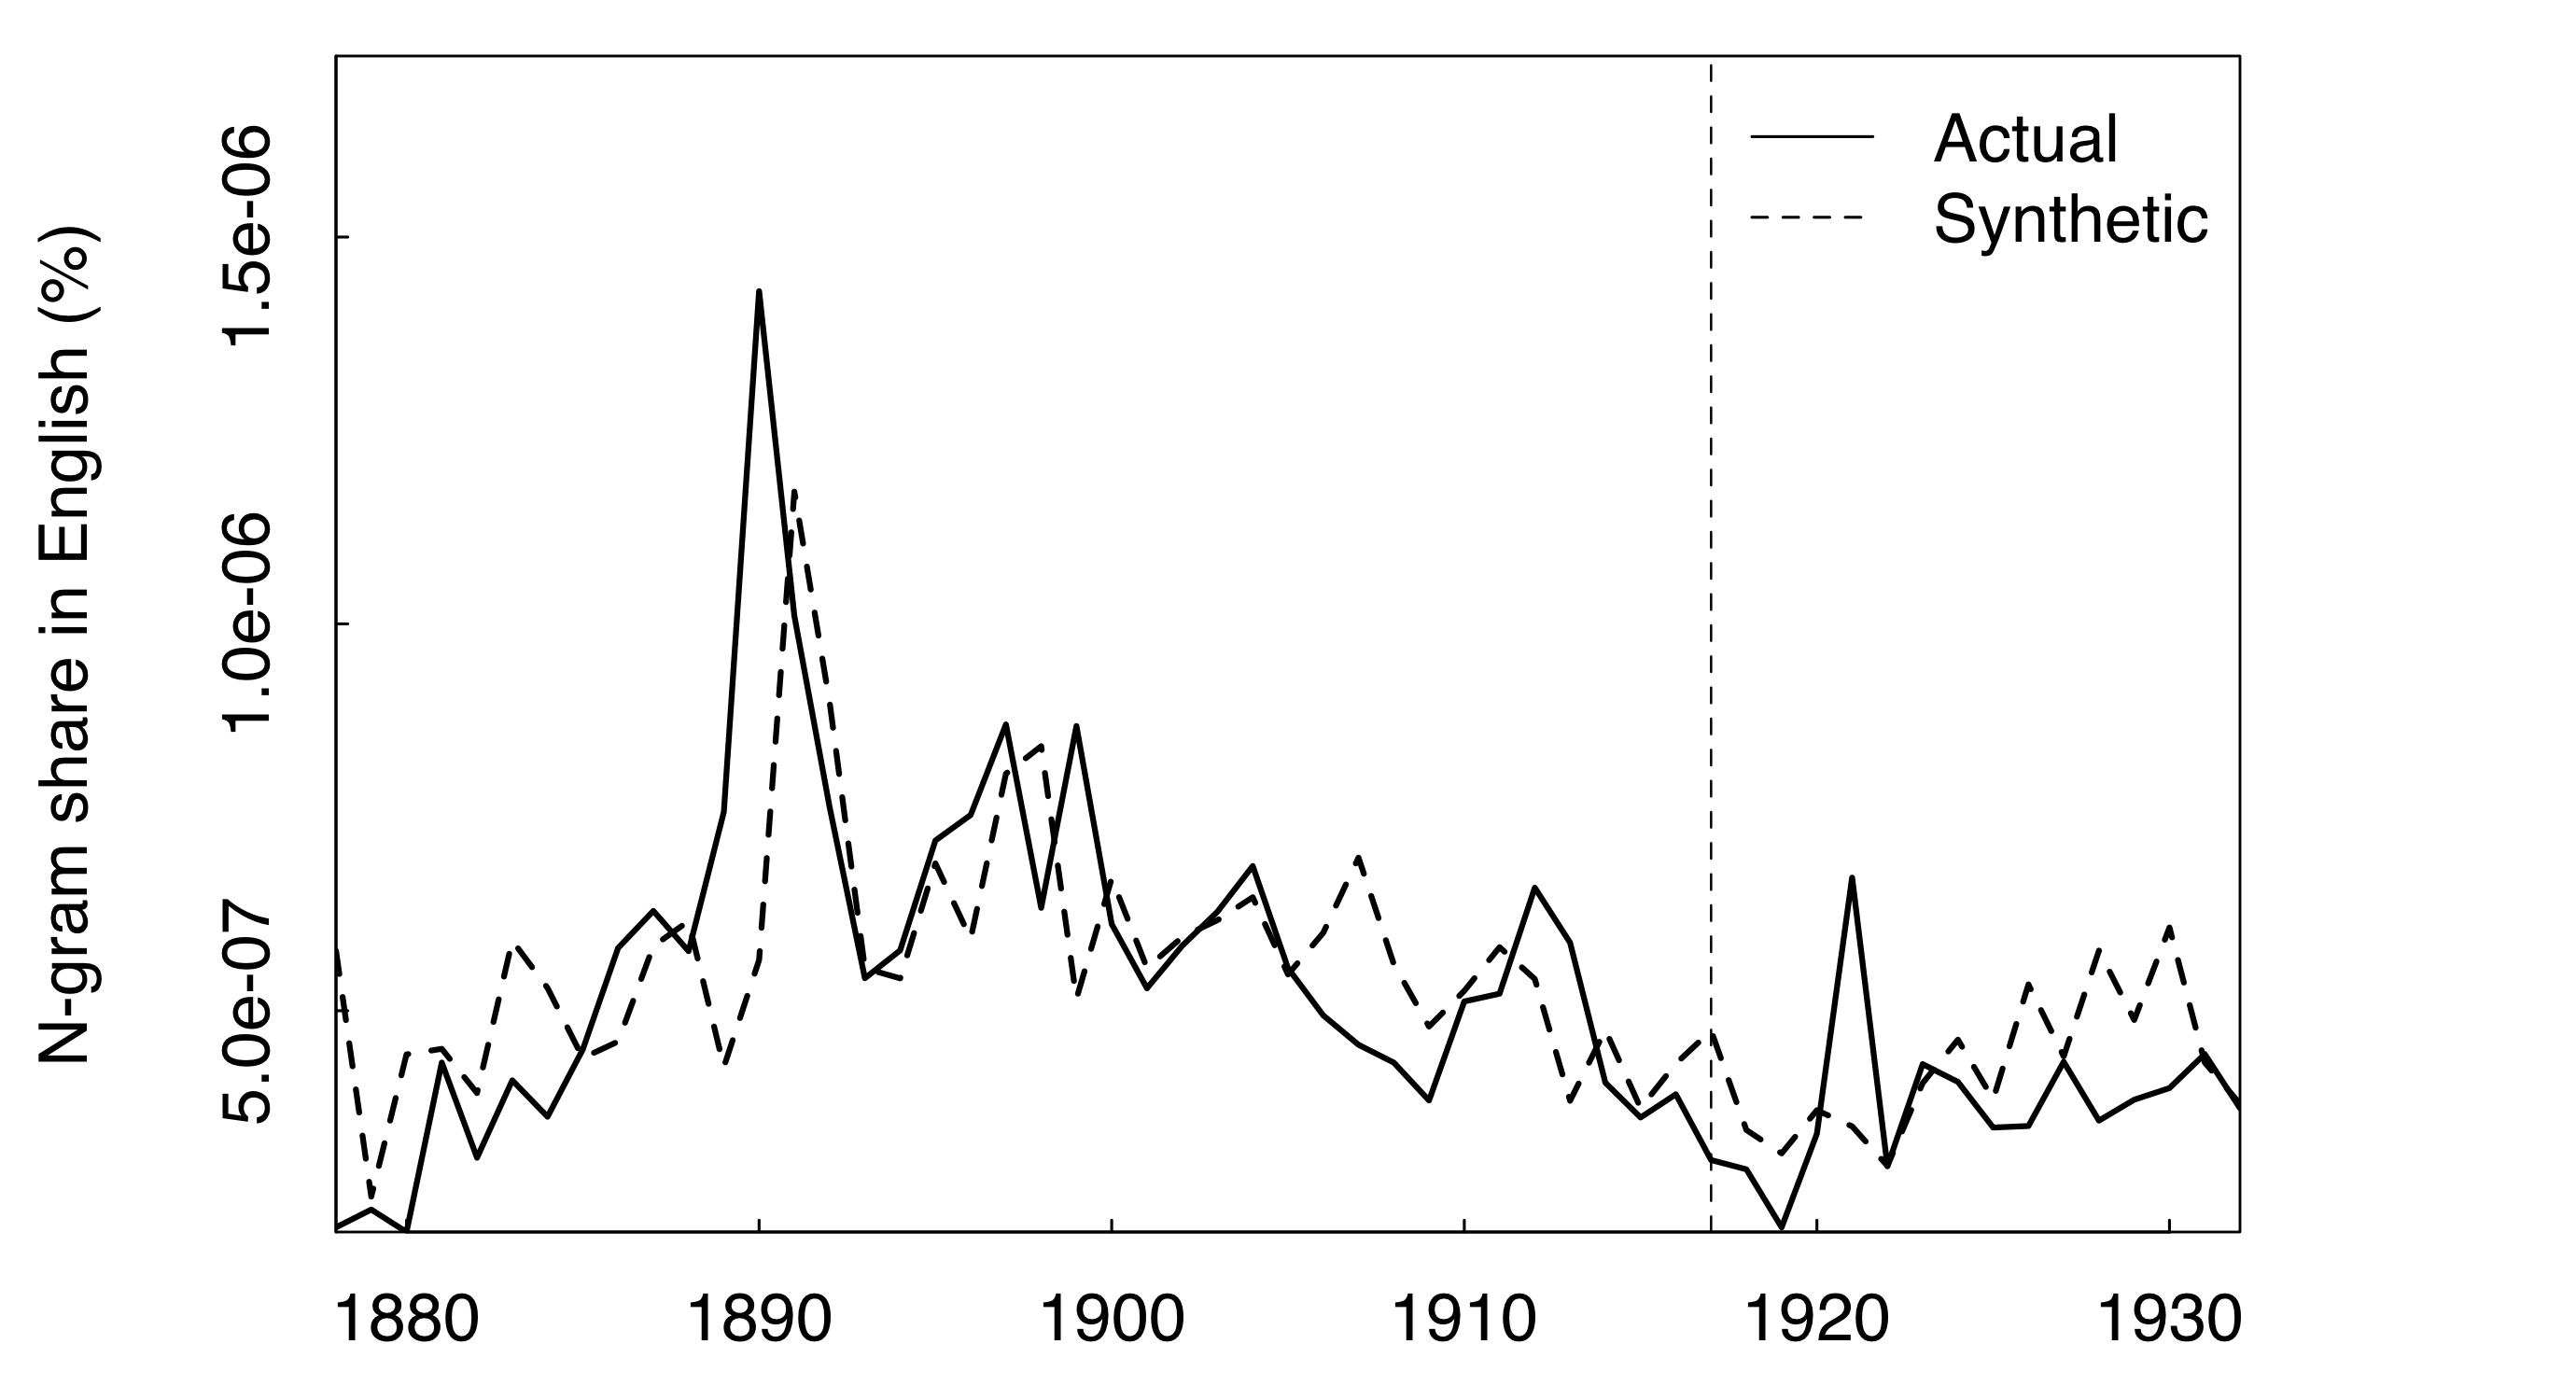 N-gram share in English (%)
1.5e-06
1.0e-06
5.0e-07
Actual
Synthetic
1880 1890 1900 1910 1920 1930